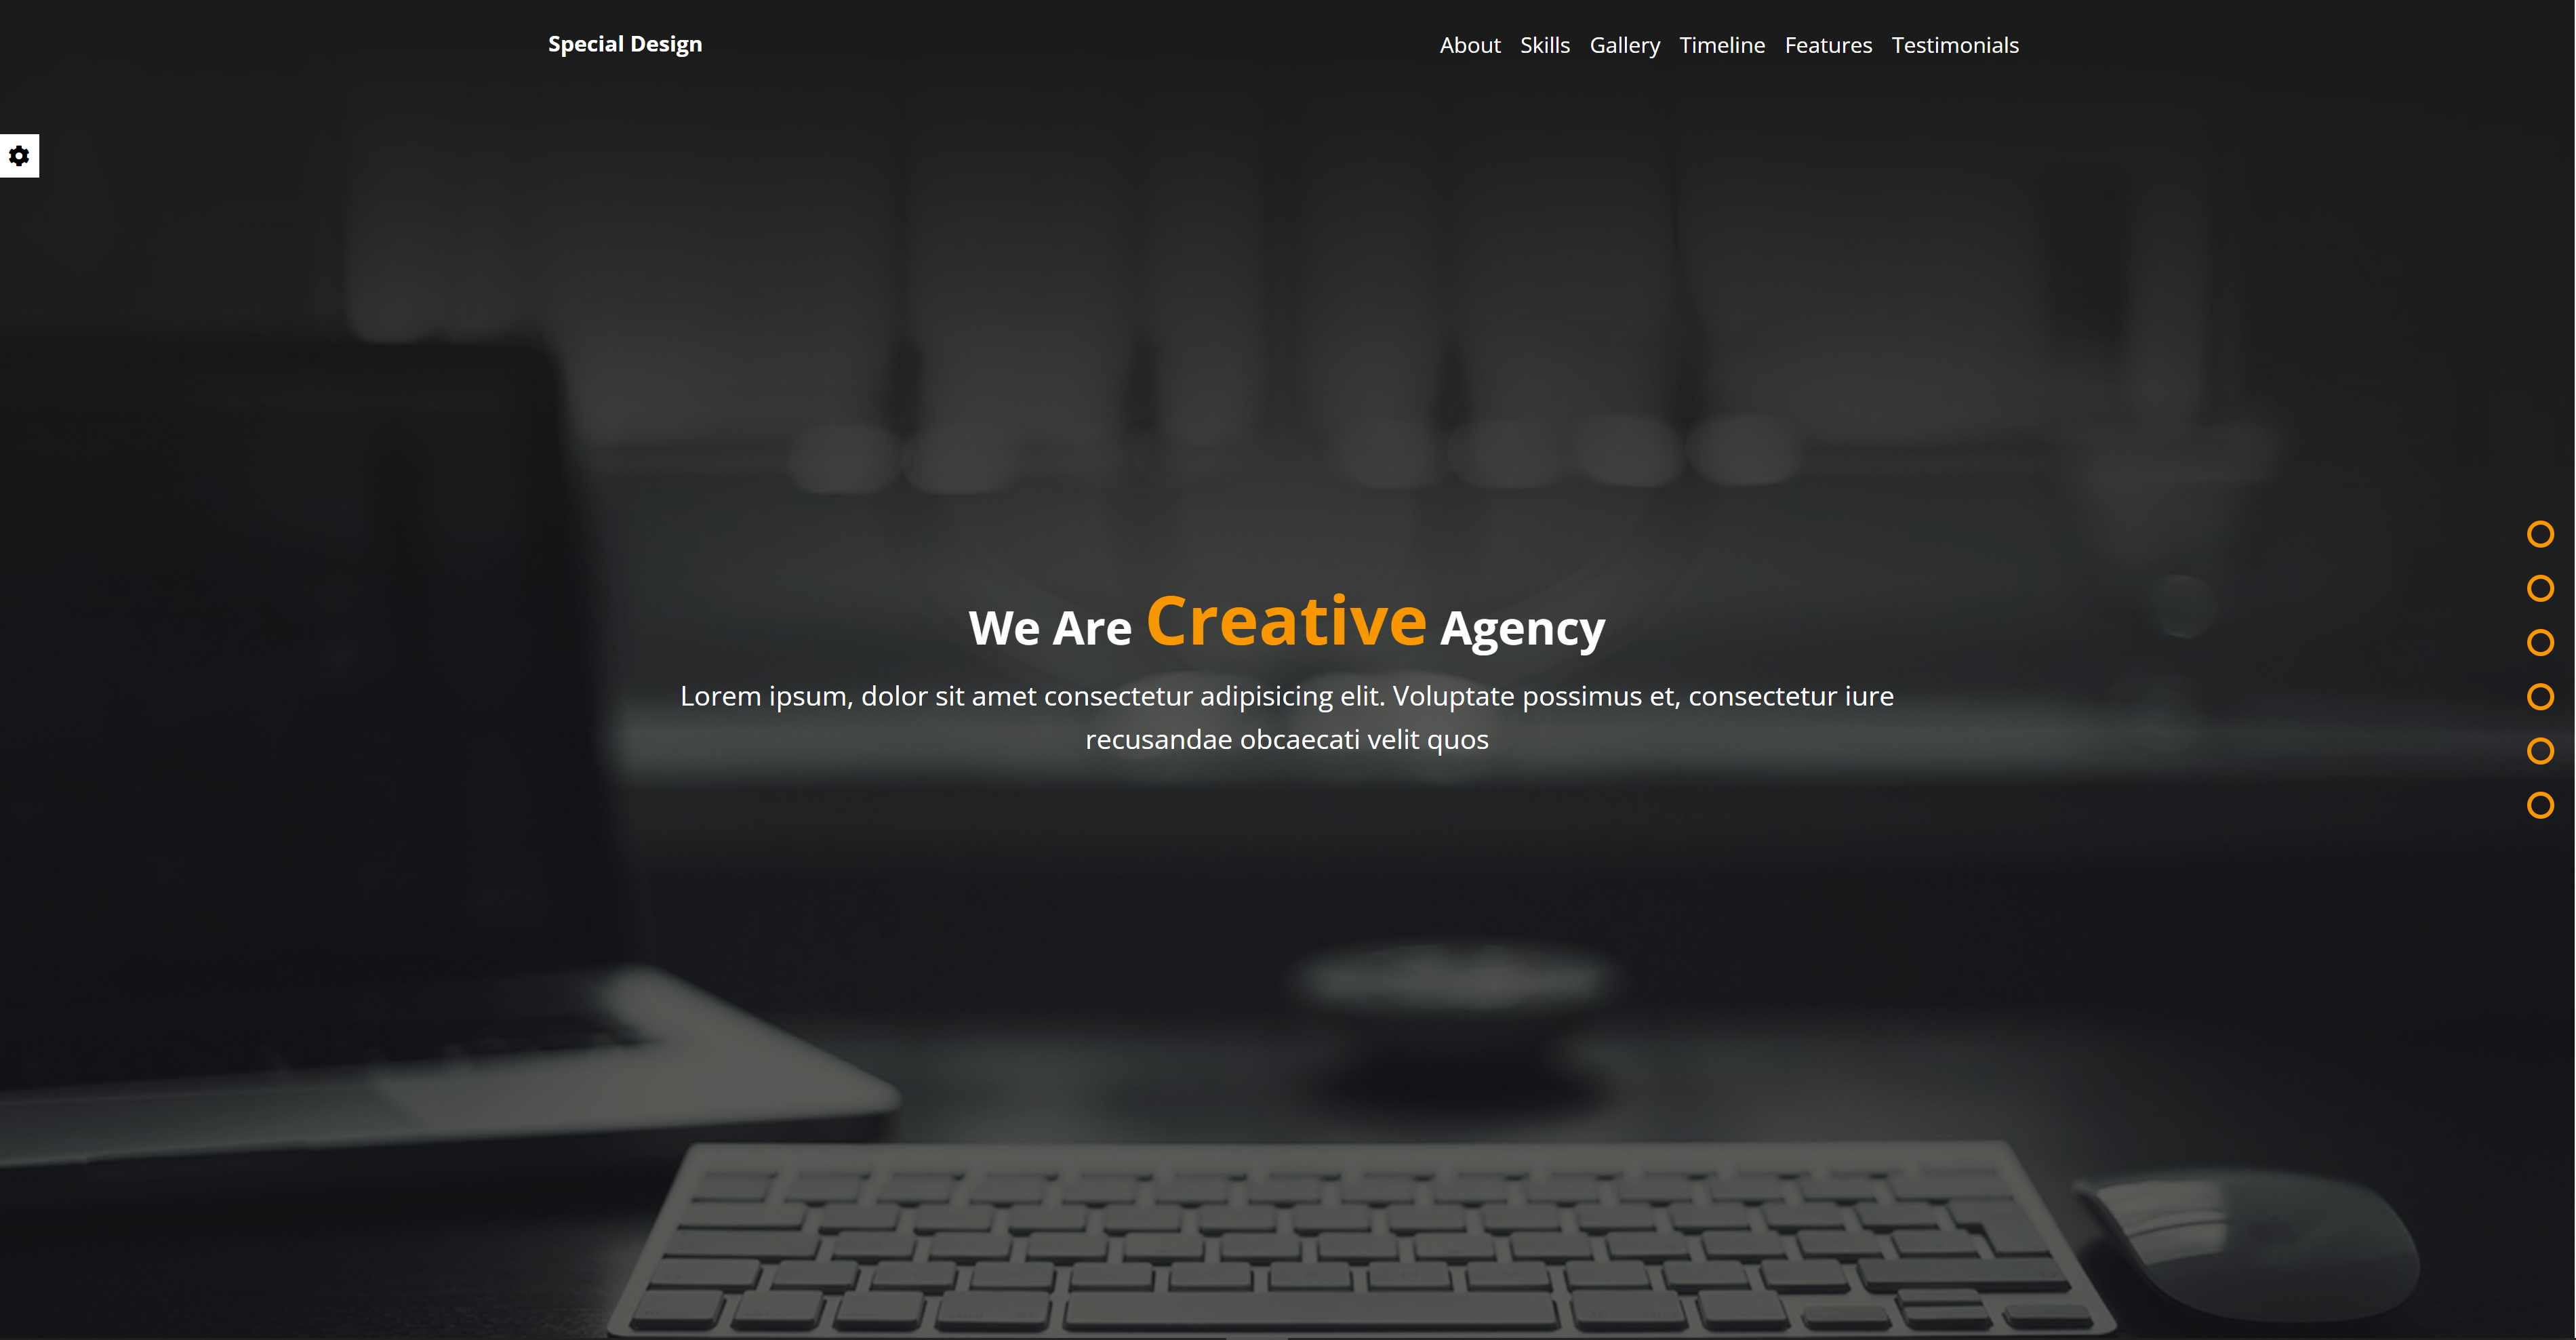 Special Design
About Skills Gallery Timeline Features Testimonials
We Are Creative Agency
Lorem ipsum, dolor sit amet consectetur adipisicing elit. Voluptate possimus et, consectetur iure
recusandae obcaecati velit quos